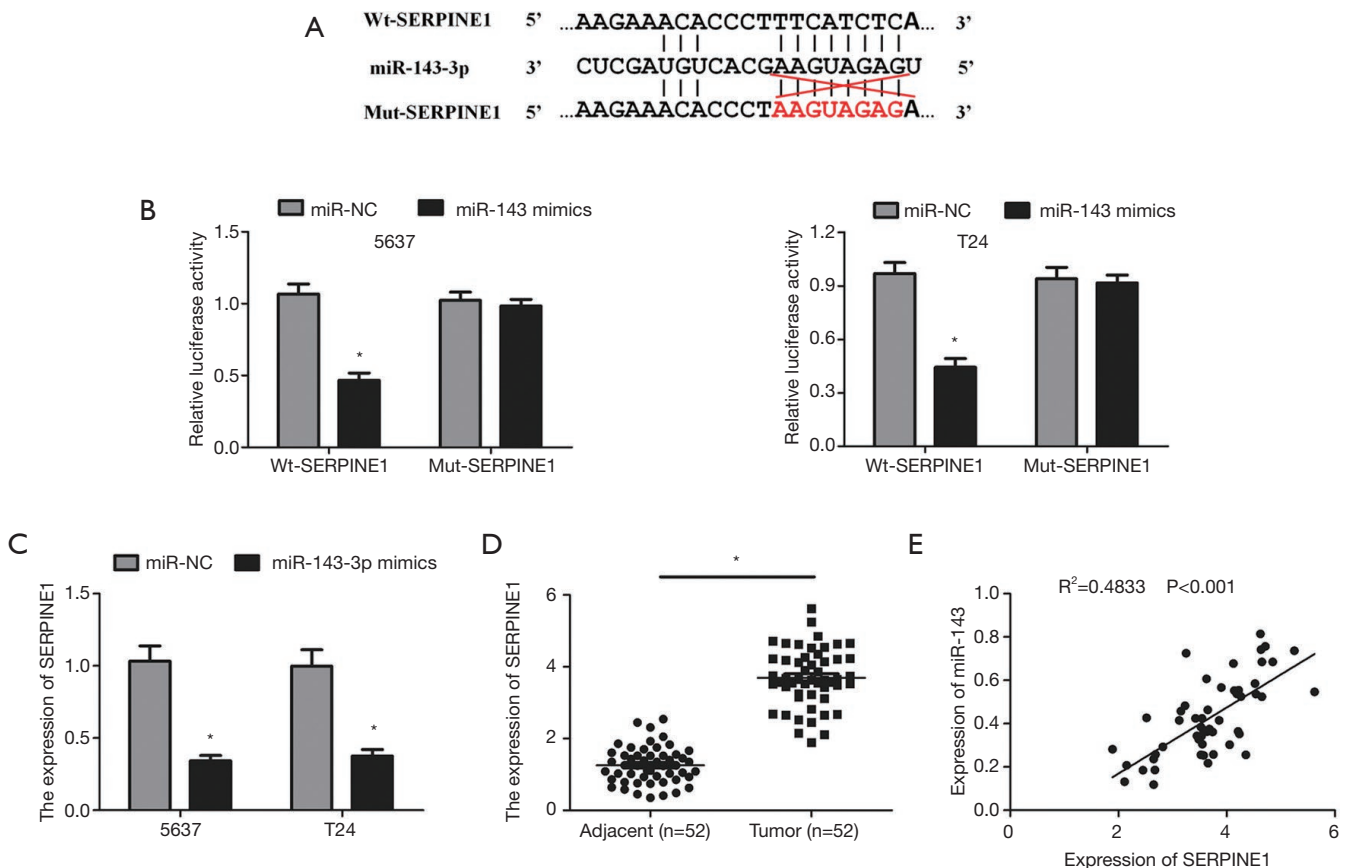 A
Wt-SERPINE1 5’ ...AAGAAACACCCTTTCATCTCA... 3’
miR-143-3p 3’ CUCGAUGUCACGAAGUAGAGU 5’
Mut-SERPINE1 5’ ...AAGAAACACCCTAAGUAGAGA... 3’
B
miR-NC miR-143 mimics
5637
Relative luciferase activity
1.5
1.0
0.5
0.0
*
Wt-SERPINE1 Mut-SERPINE1
miR-NC miR-143 mimics
T24
Relative luciferase activity
1.2
0.9
0.6
0.3
0.0
*
Wt-SERPINE1 Mut-SERPINE1
C
miR-NC miR-143-3p mimics
The expression of SERPINE1
1.5
1.0
0.5
0.0
* *
5637 T24
D
*
The expression of SERPINE1
6
4
2
0
Adjacent (n=52) Tumor (n=52)
E
R²=0.4833 P<0.001
Expression of miR-143
1.0
0.8
0.6
0.4
0.2
0.0
0 2 4 6
Expression of SERPINE1